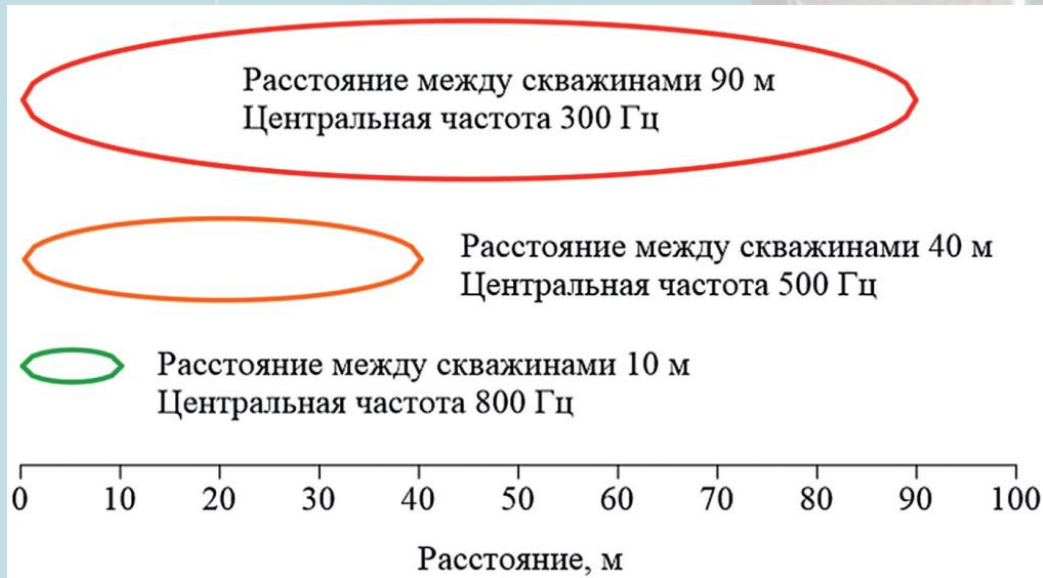 Расстояние между скважинами 90 м
Центральная частота 300 Гц
Расстояние между скважинами 40 м
Центральная частота 500 Гц
Расстояние между скважинами 10 м
Центральная частота 800 Гц
0 10 20 30 40 50 60 70 80 90 100
Расстояние, м